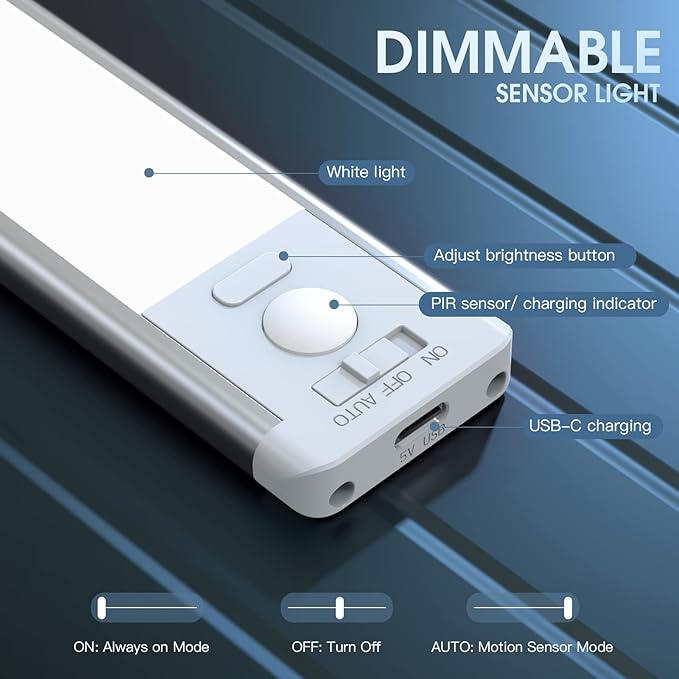 DIMMABLE
SENSOR LIGHT
White light
Adjust brightness button
PIR sensor/ charging indicator
ON
OFF
AUTO
USB-C charging
5V USB
ON: Always on Mode
OFF: Turn Off
AUTO: Motion Sensor Mode